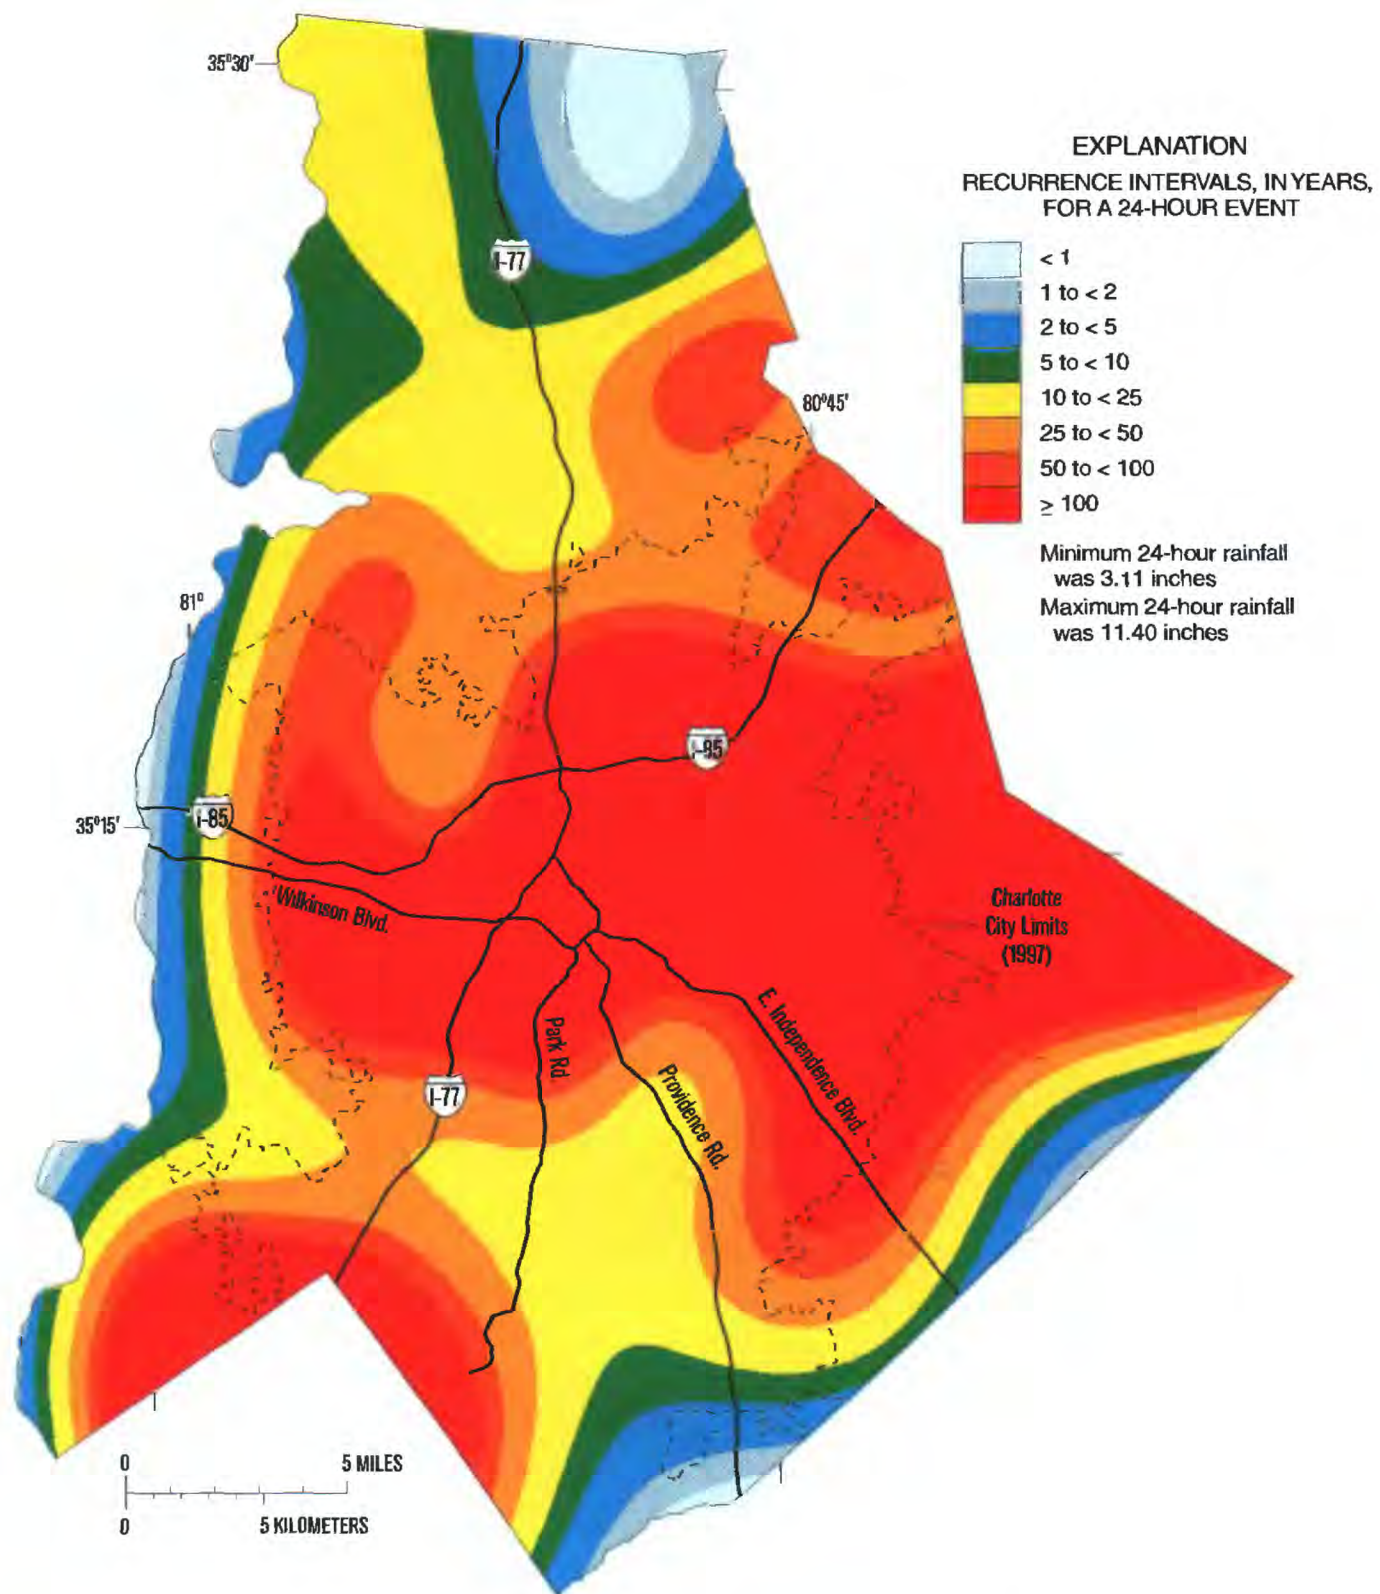 35°30'
EXPLANATION
RECURRENCE INTERVALS, IN YEARS,
FOR A 24-HOUR EVENT
I-77
< 1
1 to < 2
2 to < 5
5 to < 10
10 to < 25
25 to < 50
50 to < 100
≥ 100
80°45'
Minimum 24-hour rainfall
was 3.11 inches
Maximum 24-hour rainfall
was 11.40 inches
81°
I-85
35°15'
I-85
Wilkinson Blvd.
Charlotte
City Limits
(1997)
E. Independence Blvd.
Park Rd.
Providence Rd.
I-77
0 5 MILES
0 5 KILOMETERS